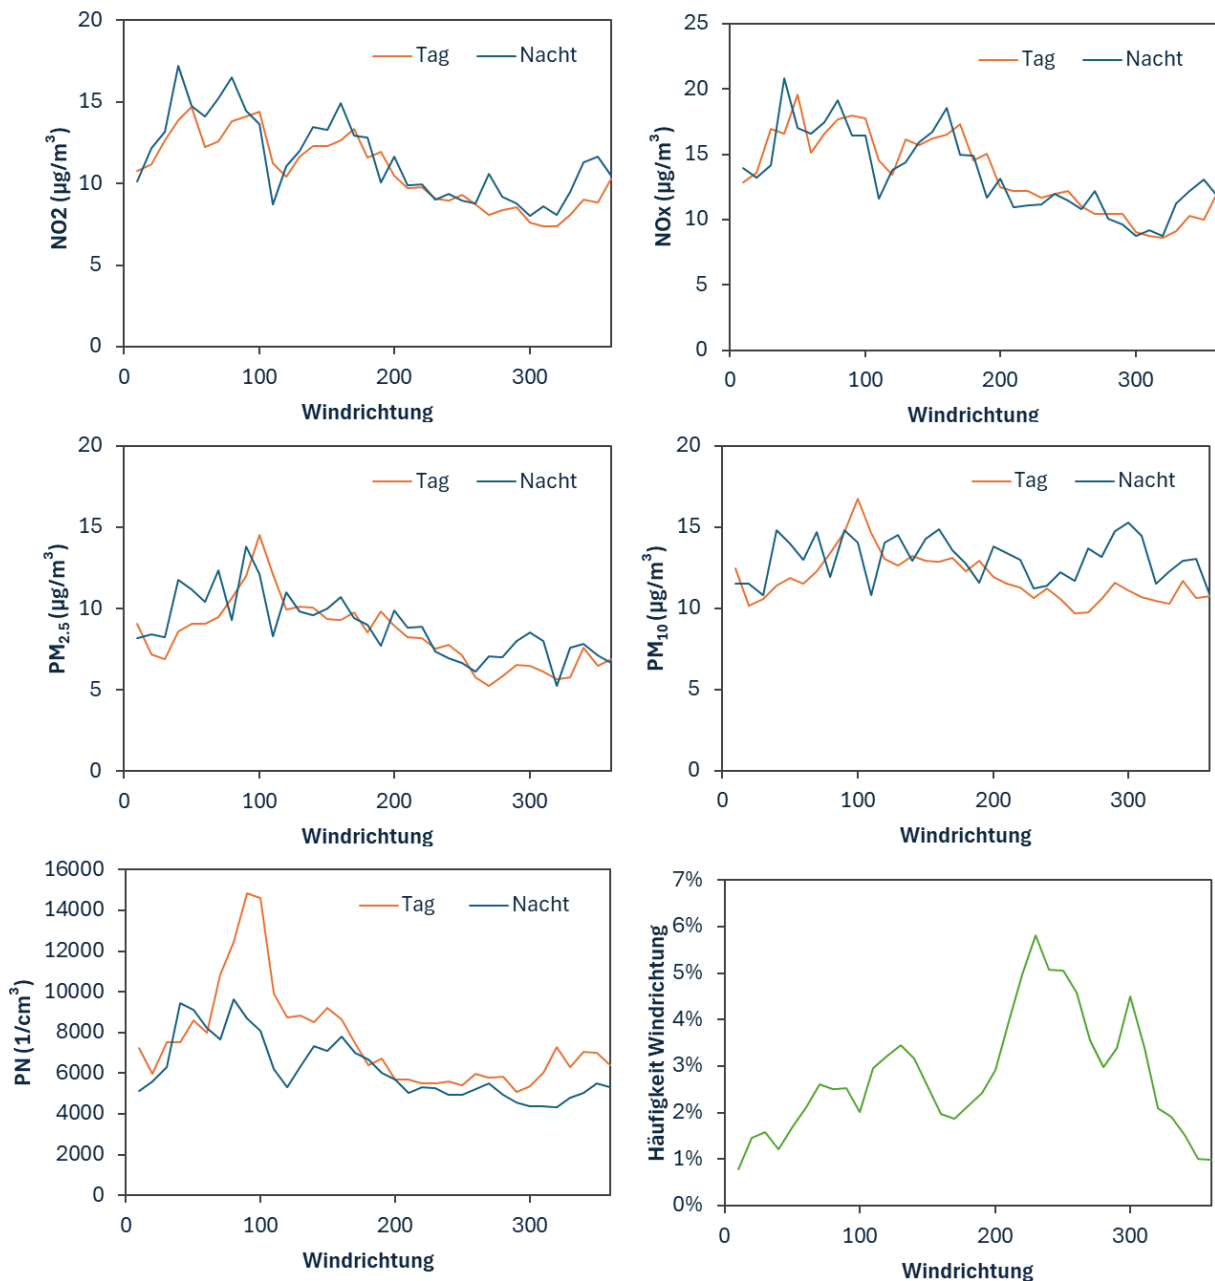 20
15
10
5
0
NO2 (µg/m³)
Tag
Nacht
0
100
200
300
Windrichtung
25
20
15
10
5
0
NOx (µg/m³)
Tag
Nacht
0
100
200
300
Windrichtung
20
15
10
5
0
PM2.5 (µg/m³)
Tag
Nacht
0
100
200
300
Windrichtung
20
15
10
5
0
PM10 (µg/m³)
Tag
Nacht
0
100
200
300
Windrichtung
16000
14000
12000
10000
8000
6000
4000
2000
0
PN (1/cm³)
Tag
Nacht
0
100
200
300
Windrichtung
7%
6%
5%
4%
3%
2%
1%
0%
Häufigkeit Windrichtung
0
100
200
300
Windrichtung